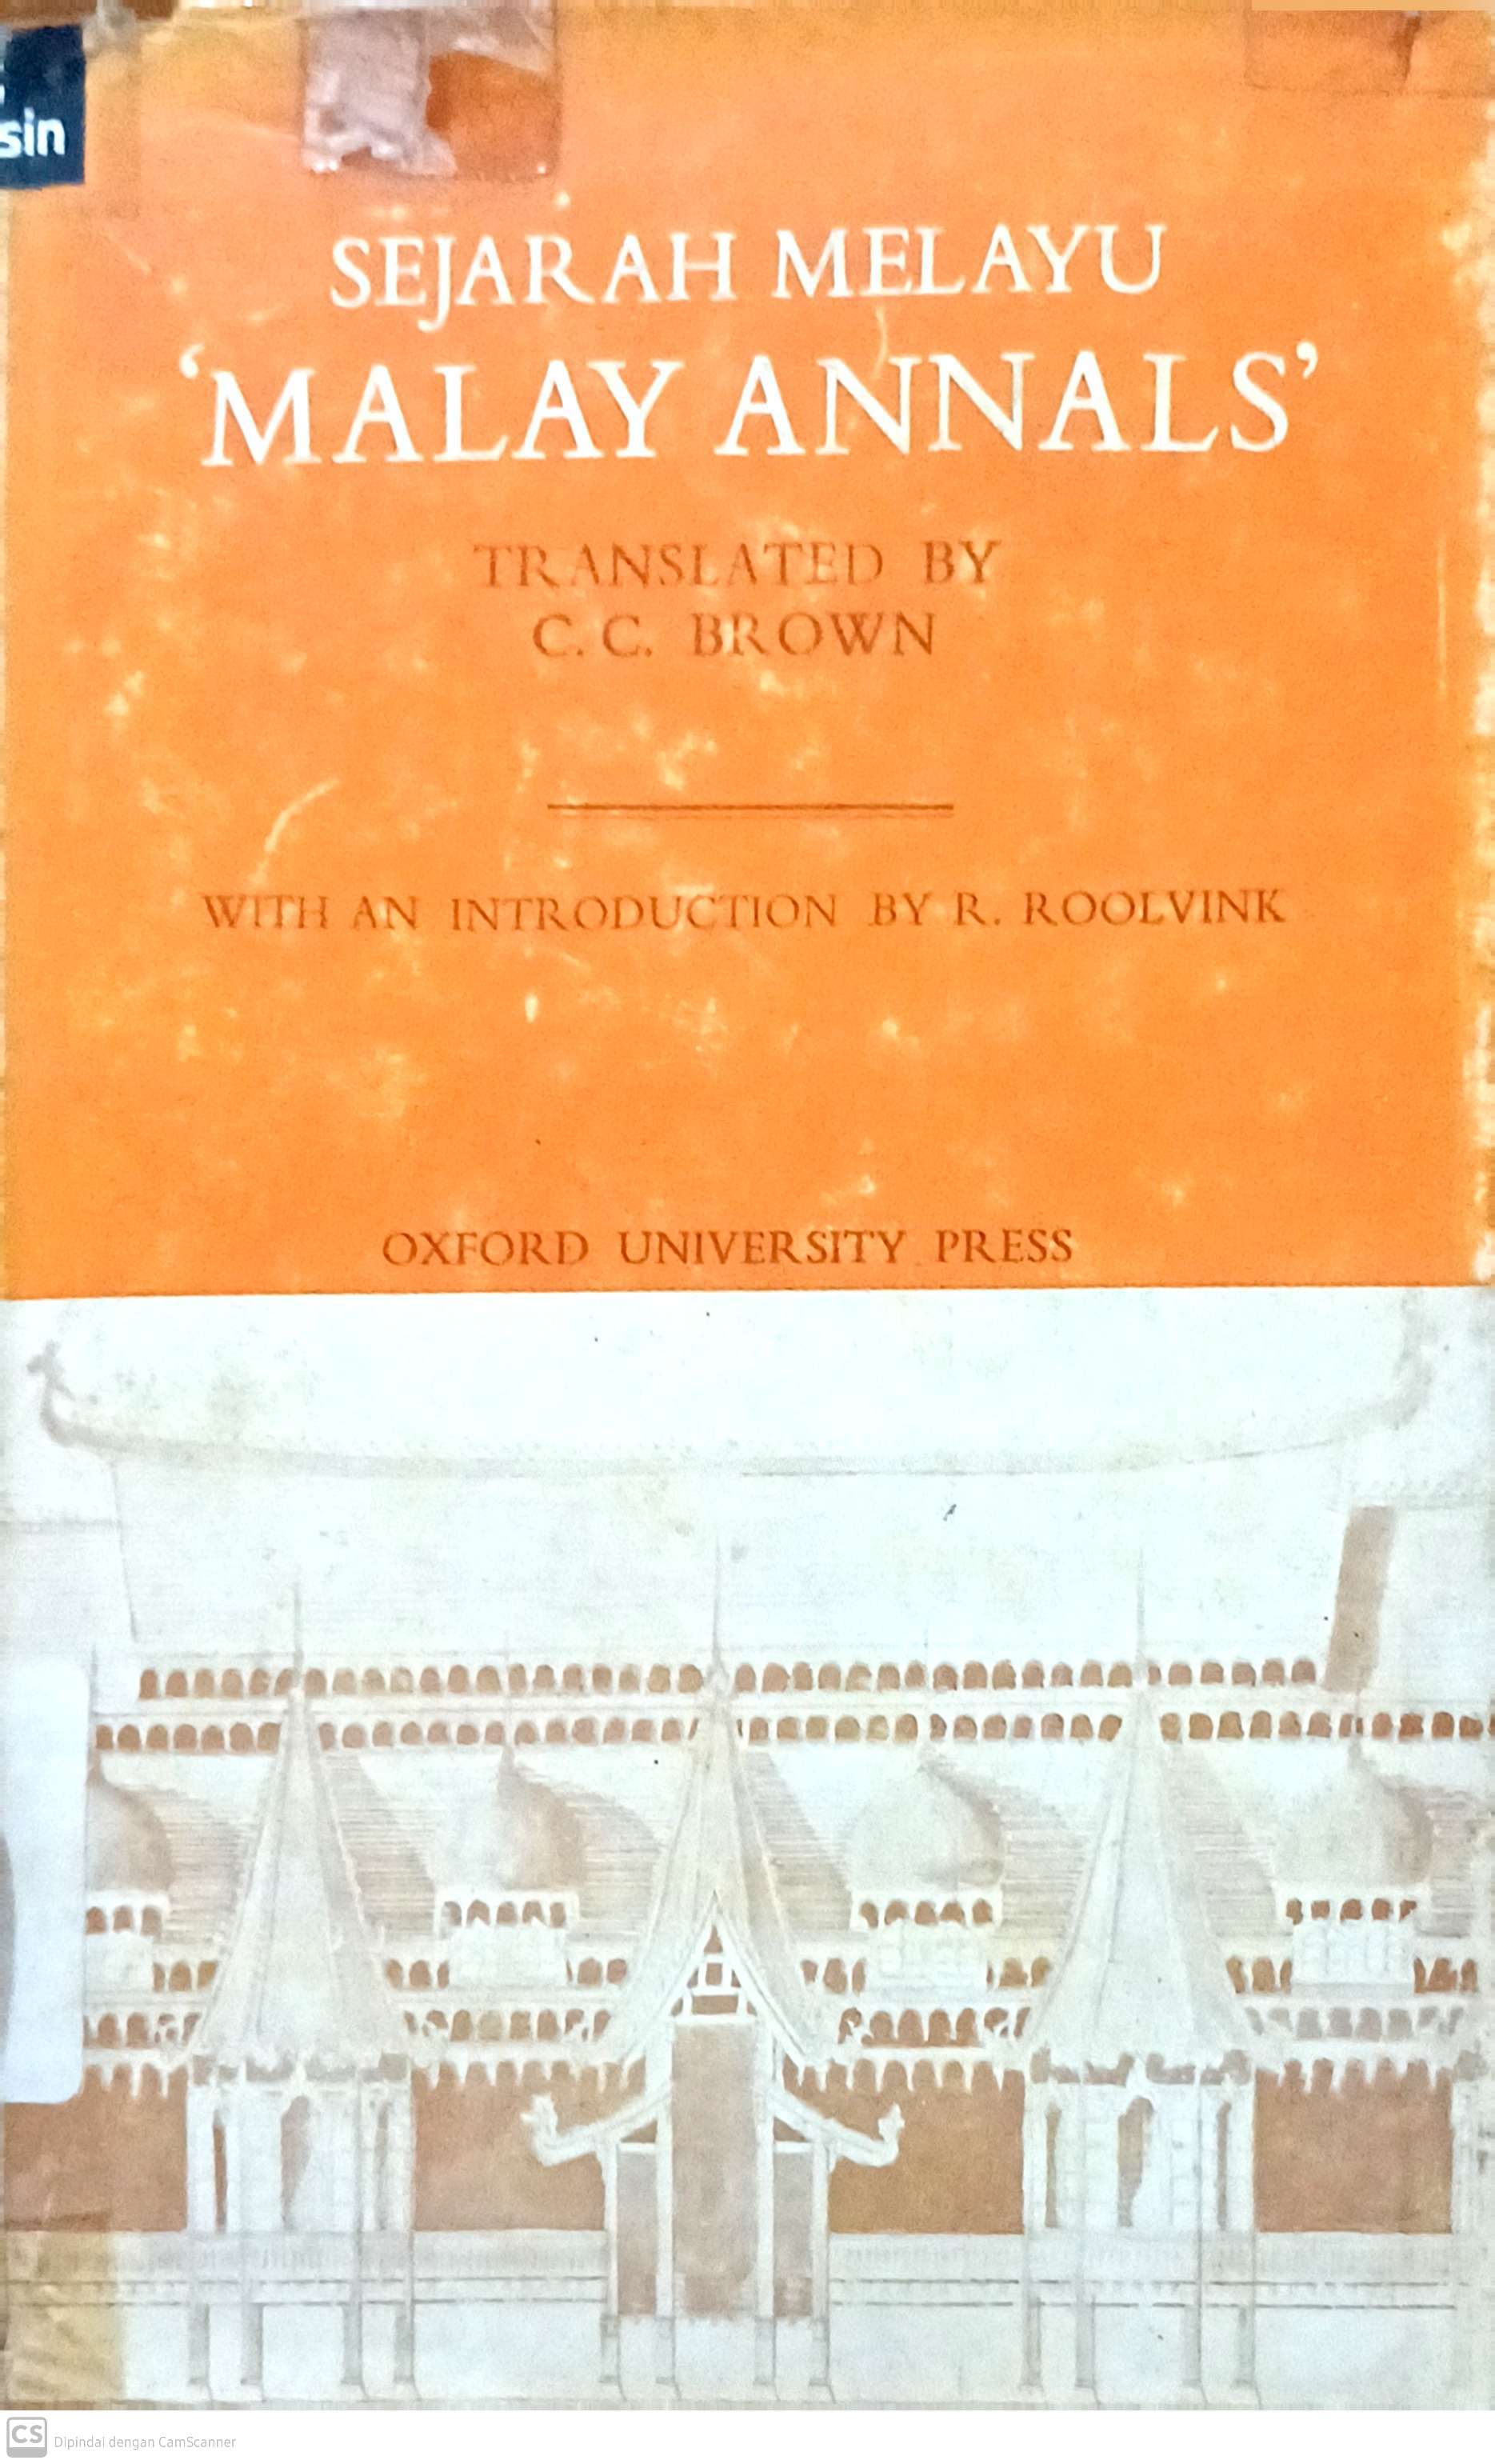 sin
SEJARAH MELAYU
‘MALAY ANNALS’
TRANSLATED BY
C. C. BROWN
WITH AN INTRODUCTION BY R. ROOLVINK
OXFORD UNIVERSITY PRESS
CS Dipindai dengan CamScanner